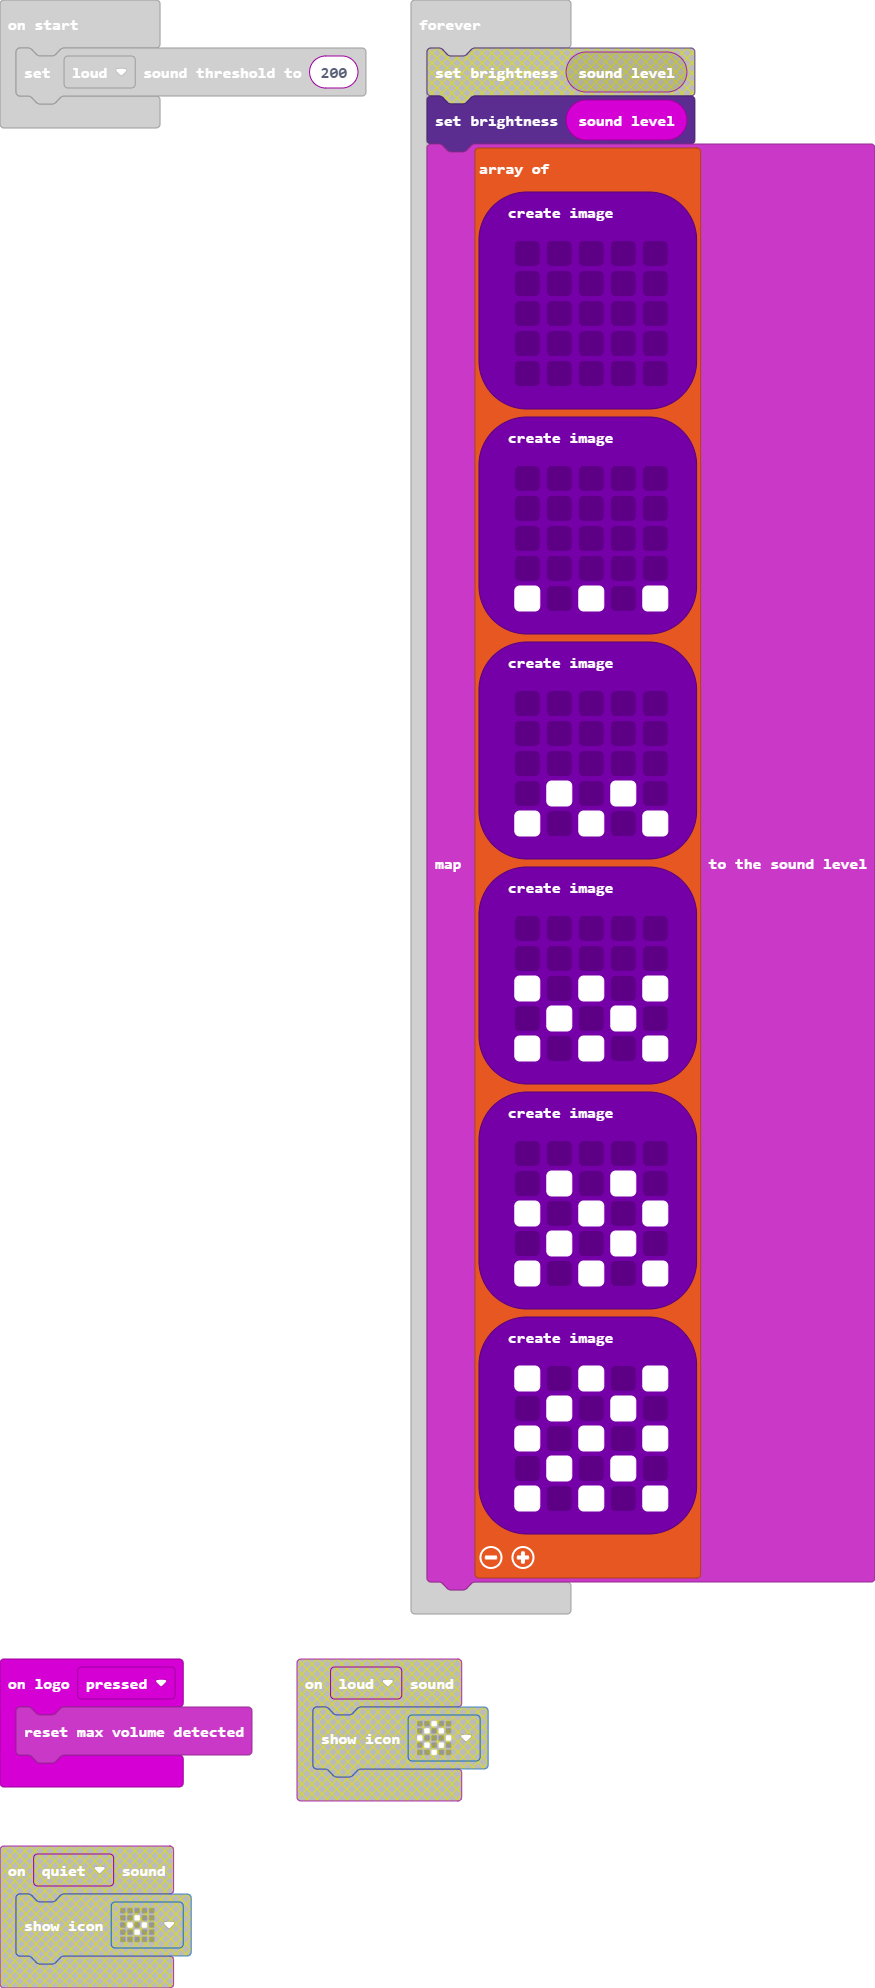 on start
set loud sound threshold to 200
forever
set brightness sound level
set brightness sound level
array of
create image
create image
create image
map
to the sound level
create image
create image
create image
on logo pressed
reset max volume detected
on loud sound
show icon
on quiet sound
show icon